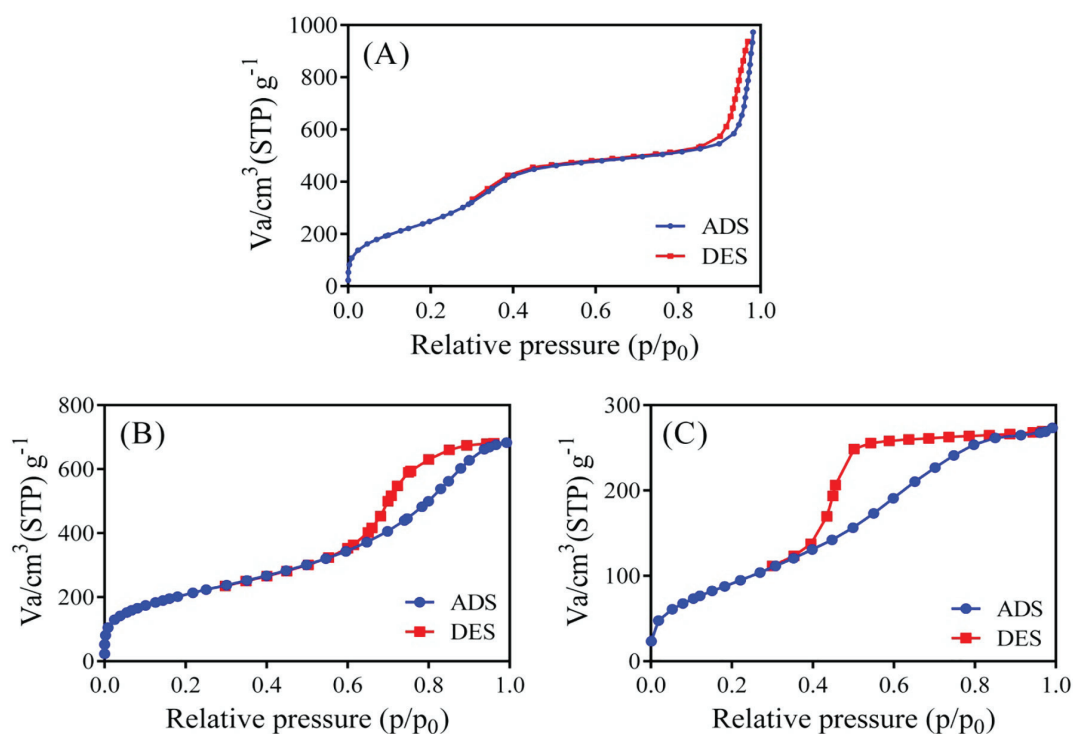 (A)
Va/cm³(STP) g⁻¹
1000
800
600
400
200
0
ADS
DES
0.0 0.2 0.4 0.6 0.8 1.0
Relative pressure (p/p₀)
(B)
Va/cm³(STP) g⁻¹
800
600
400
200
0
ADS
DES
0.0 0.2 0.4 0.6 0.8 1.0
Relative pressure (p/p₀)
(C)
Va/cm³(STP) g⁻¹
300
200
100
0
ADS
DES
0.0 0.2 0.4 0.6 0.8 1.0
Relative pressure (p/p₀)